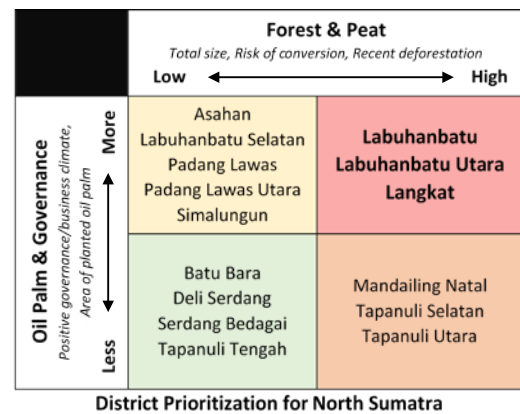 Forest & Peat
Total size, Risk of conversion, Recent deforestation
Low High
Oil Palm & Governance
Positive governance/business climate,
Area of planted oil palm
More
Less
Asahan
Labuhanbatu Selatan
Padang Lawas
Padang Lawas Utara
Simalungun
Labuhanbatu
Labuhanbatu Utara
Langkat
Batu Bara
Deli Serdang
Serdang Bedagai
Tapanuli Tengah
Mandailing Natal
Tapanuli Selatan
Tapanuli Utara
District Prioritization for North Sumatra